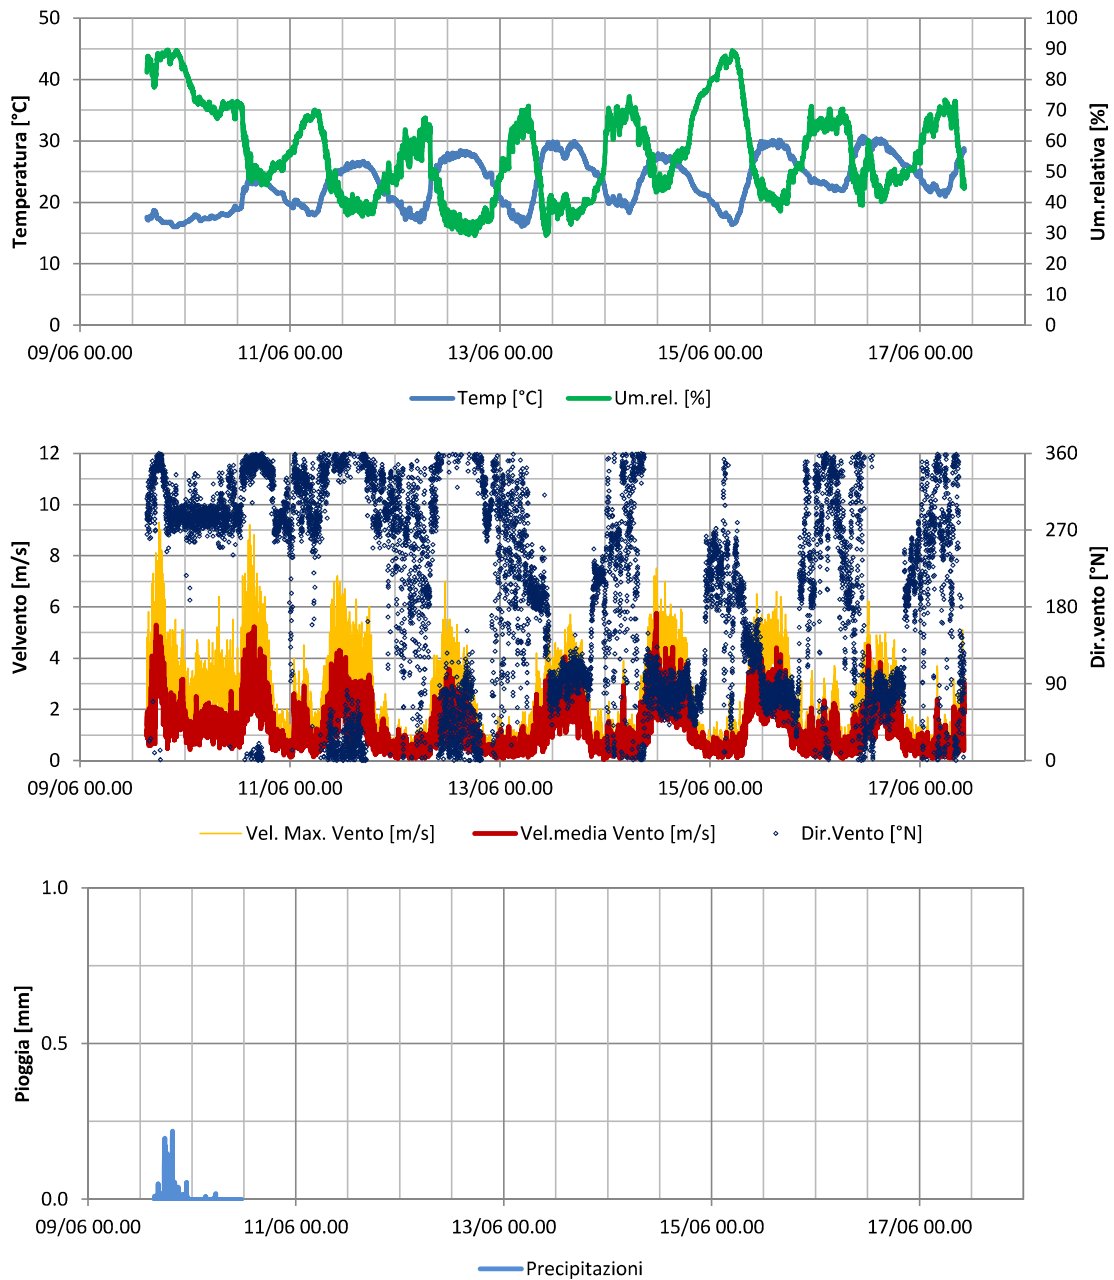 50 100
90
40 80
70
30 60
50
20 40
30
10 20
10
0 0
Temperatura [°C]
Um.relativa [%]
09/06 00.00 11/06 00.00 13/06 00.00 15/06 00.00 17/06 00.00
Temp [°C] Um.rel. [%]
12 360
10 270
8
6 180
4 90
2
0 0
Velvento [m/s]
Dir.vento [°N]
09/06 00.00 11/06 00.00 13/06 00.00 15/06 00.00 17/06 00.00
Vel. Max. Vento [m/s] Vel.media Vento [m/s] Dir.Vento [°N]
1.0
0.5
0.0
Pioggia [mm]
09/06 00.00 11/06 00.00 13/06 00.00 15/06 00.00 17/06 00.00
Precipitazioni